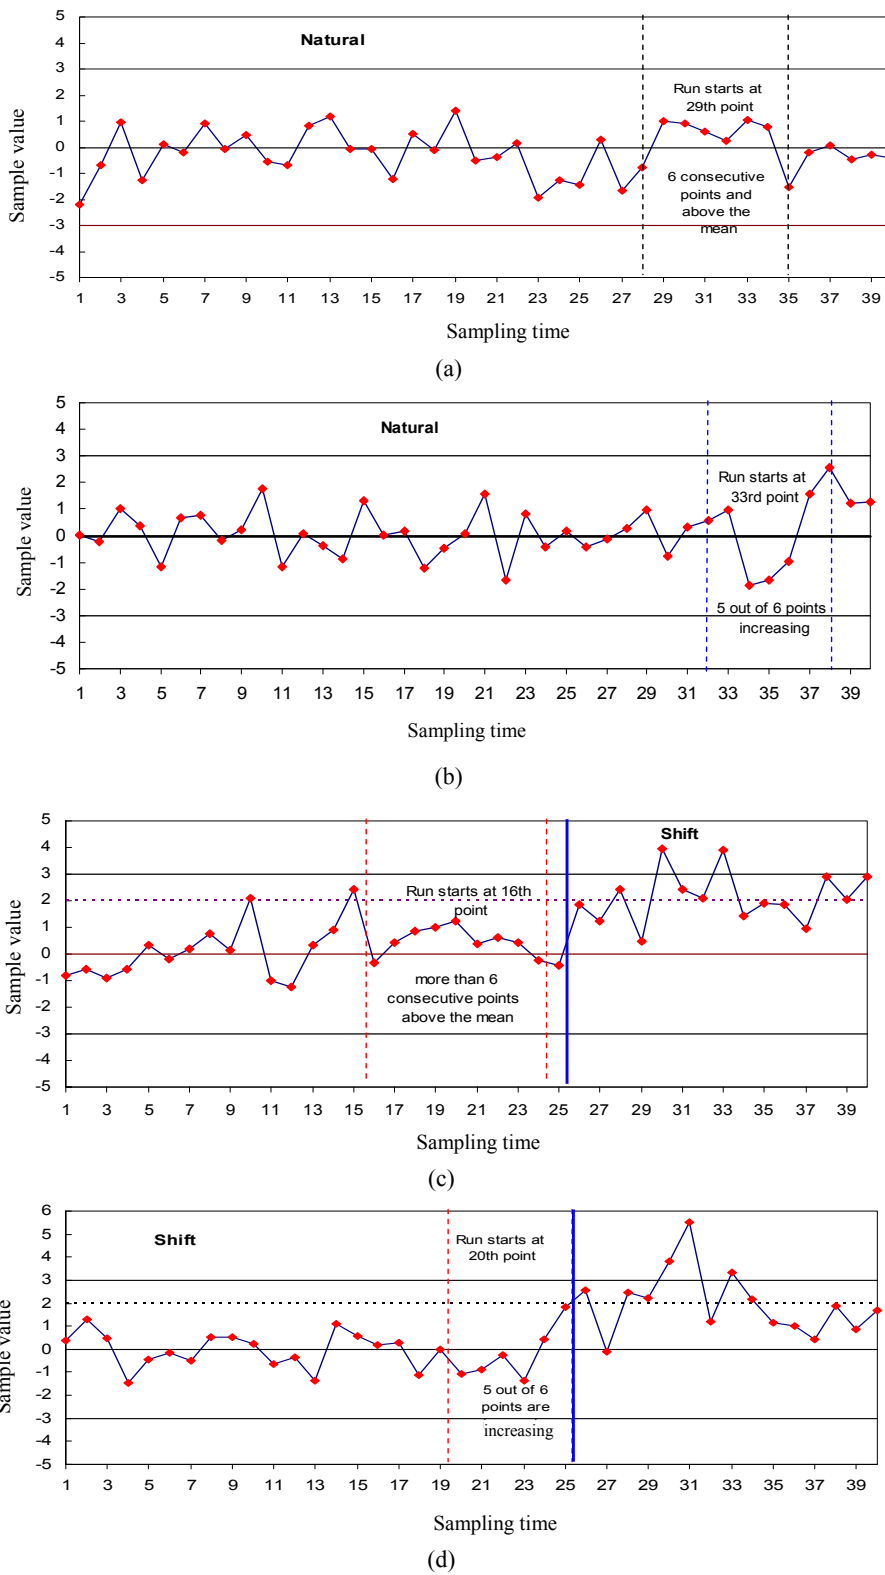 5
4
3
2
1
0
-1
-2
-3
-4
-5
Sample value
Natural
Run starts at
29th point
6 consecutive
points and
above the
mean
1 3 5 7 9 11 13 15 17 19 21 23 25 27 29 31 33 35 37 39
Sampling time
(a)
5
4
3
2
1
0
-1
-2
-3
-4
-5
Sample value
Natural
Run starts at
33rd point
5 out of 6 points
increasing
1 3 5 7 9 11 13 15 17 19 21 23 25 27 29 31 33 35 37 39
Sampling time
(b)
5
4
3
2
1
0
-1
-2
-3
-4
-5
Sample value
Shift
Run starts at 16th
point
more than 6
consecutive points
above the mean
1 3 5 7 9 11 13 15 17 19 21 23 25 27 29 31 33 35 37 39
Sampling time
(c)
6
5
4
3
2
1
0
-1
-2
-3
-4
-5
Sample value
Shift
Run starts at
20th point
5 out of 6
points are
increasing
1 3 5 7 9 11 13 15 17 19 21 23 25 27 29 31 33 35 37 39
Sampling time
(d)